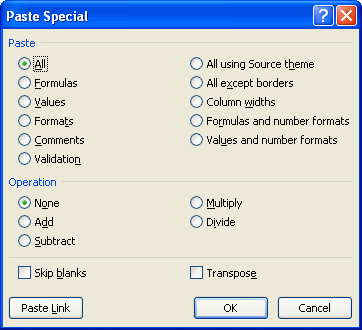 Paste Special
Paste
All
All using Source theme
Formulas
All except borders
Values
Column widths
Formats
Formulas and number formats
Comments
Values and number formats
Validation
Operation
None
Multiply
Add
Divide
Subtract
Skip blanks
Transpose
Paste Link
OK
Cancel